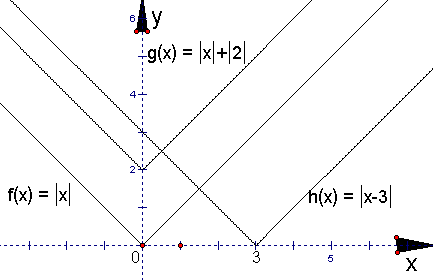 6
y
g(x) = |x|+|2|
4
2
f(x) = |x|
h(x) = |x-3|
0
3
5
x